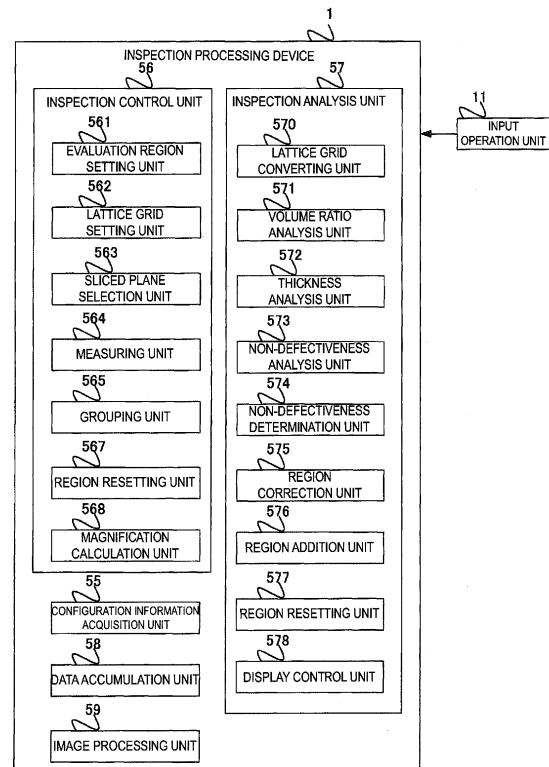 1
INSPECTION PROCESSING DEVICE
56
INSPECTION CONTROL UNIT
561
EVALUATION REGION
SETTING UNIT
562
LATTICE GRID
SETTING UNIT
563
SLICED PLANE
SELECTION UNIT
564
MEASURING UNIT
565
GROUPING UNIT
567
REGION RESETTING UNIT
568
MAGNIFICATION
CALCULATION UNIT
55
CONFIGURATION INFORMATION
ACQUISITION UNIT
58
DATA ACCUMULATION UNIT
59
IMAGE PROCESSING UNIT
57
INSPECTION ANALYSIS UNIT
570
LATTICE GRID
CONVERTING UNIT
571
VOLUME RATIO
ANALYSIS UNIT
572
THICKNESS
ANALYSIS UNIT
573
NON-DEFECTIVENESS
ANALYSIS UNIT
574
NON-DEFECTIVENESS
DETERMINATION UNIT
575
REGION
CORRECTION UNIT
576
REGION ADDITION UNIT
577
REGION RESETTING UNIT
578
DISPLAY CONTROL UNIT
11
INPUT
OPERATION UNIT